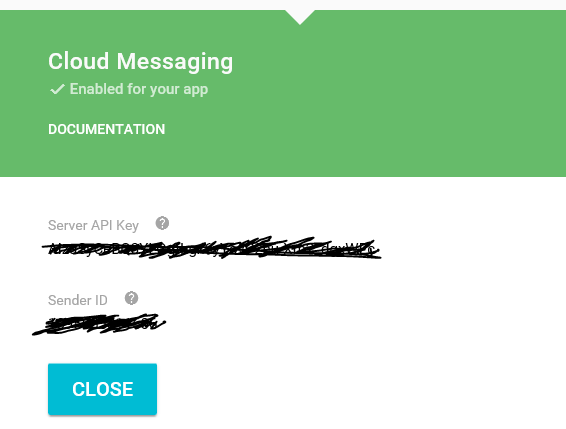 Cloud Messaging
Enabled for your app
DOCUMENTATION
Server API Key ?
Sender ID ?
CLOSE